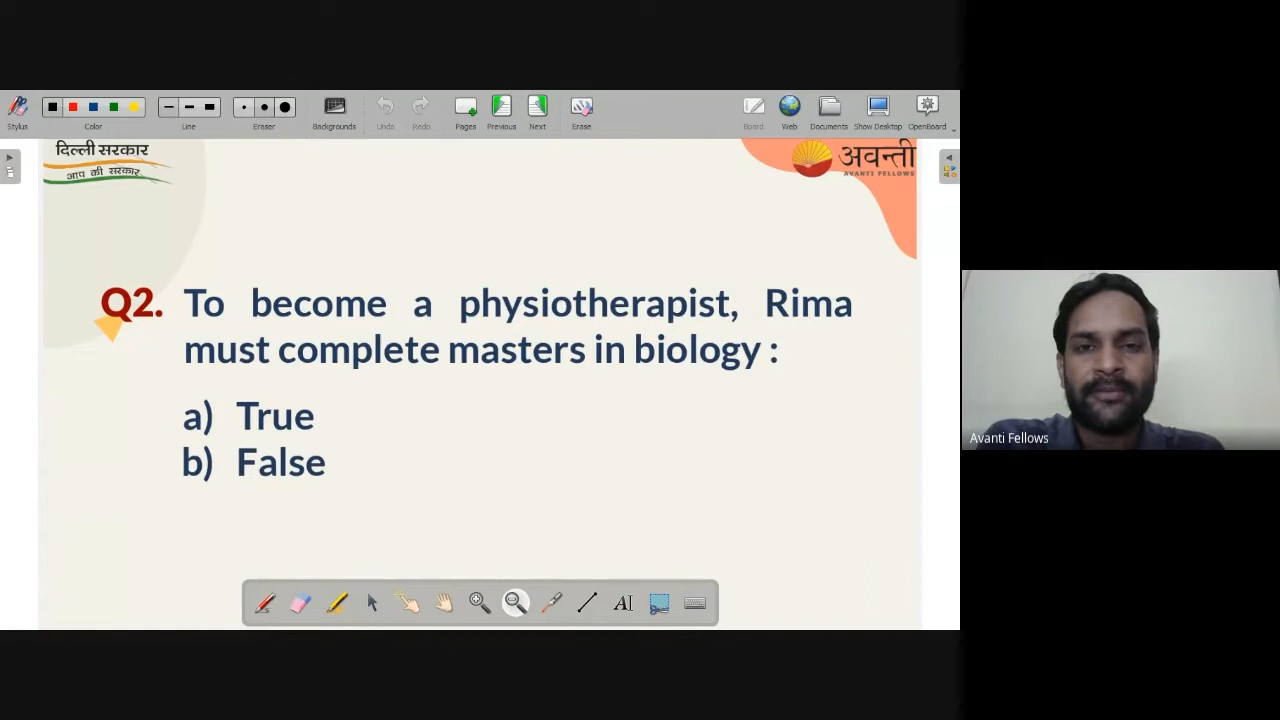 Stylus
Color
Line
Eraser
Backgrounds
Undo
Redo
Pages
Previous
Next
Erase
Board
Web
Documents
Show Desktop
OpenBoard
दिल्ली सरकार
आप की सरकार
अवन्ती
AVANTI FELLOWS
Q2. To become a physiotherapist, Rima
must complete masters in biology :
a) True
b) False
AI
Avanti Fellows